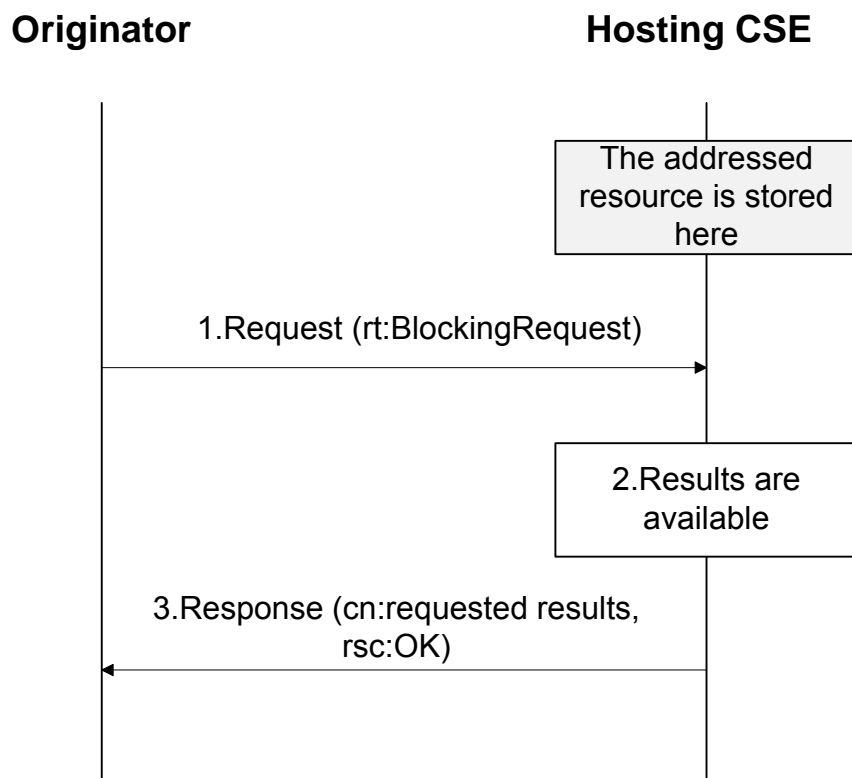 Originator
Hosting CSE
The addressed
resource is stored
here
1.Request (rt:BlockingRequest)
2.Results are
available
3.Response (cn:requested results,
rsc:OK)